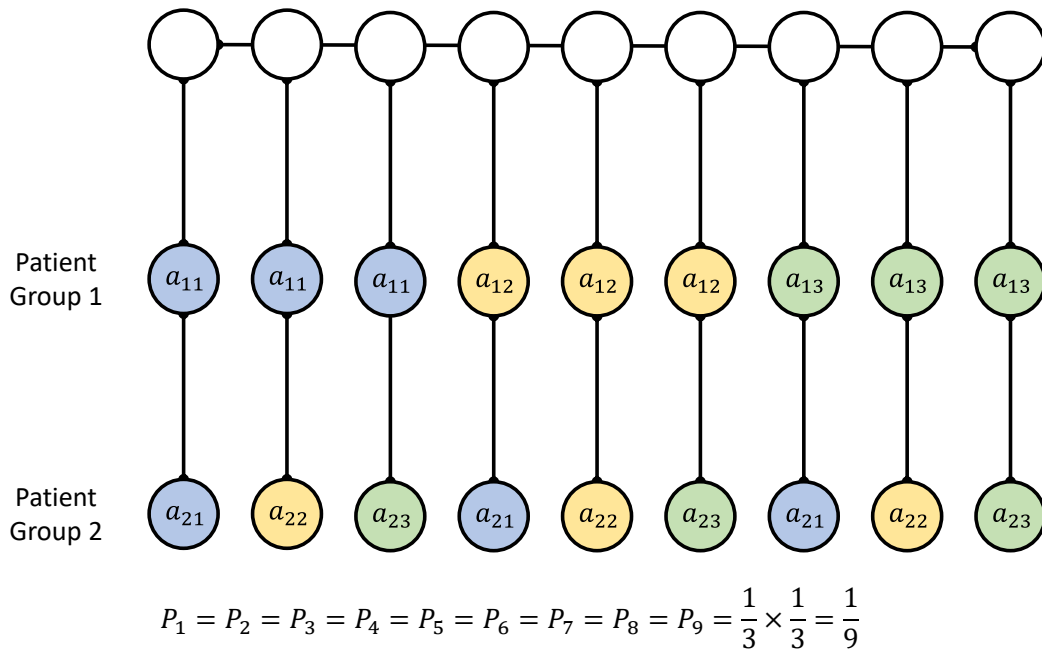 Patient
Group 1
a₁₁ a₁₁ a₁₁ a₁₂ a₁₂ a₁₂ a₁₃ a₁₃ a₁₃
Patient
Group 2
a₂₁ a₂₂ a₂₃ a₂₁ a₂₂ a₂₃ a₂₁ a₂₂ a₂₃
P₁ = P₂ = P₃ = P₄ = P₅ = P₆ = P₇ = P₈ = P₉ = 1/3 × 1/3 = 1/9